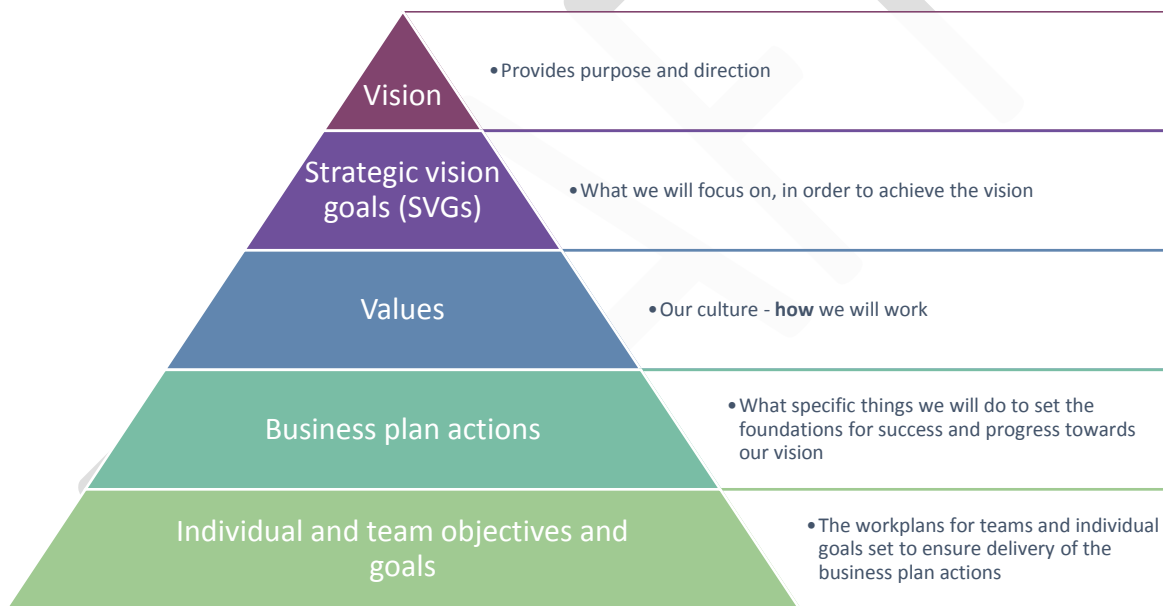 Vision
•Provides purpose and direction
Strategic vision
goals (SVGs)
•What we will focus on, in order to achieve the vision
Values
•Our culture - how we will work
Business plan actions
•What specific things we will do to set the
foundations for success and progress towards
our vision
Individual and team objectives and
goals
•The workplans for teams and individual
goals set to ensure delivery of the
business plan actions